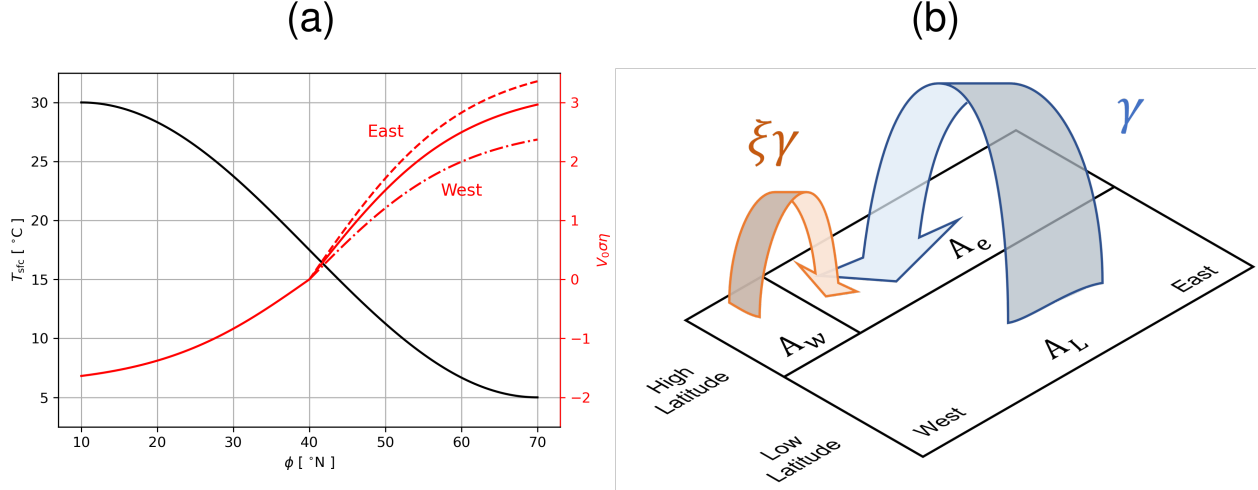 (a)
(b)
30
25
20
15
10
5
T_sfc [ °C ]
10
20
30
40
50
60
70
ϕ [ °N ]
3
2
1
0
−1
−2
V₀ση
East
West
ξγ
γ
A_e
A_w
A_L
East
West
High
Latitude
Low
Latitude